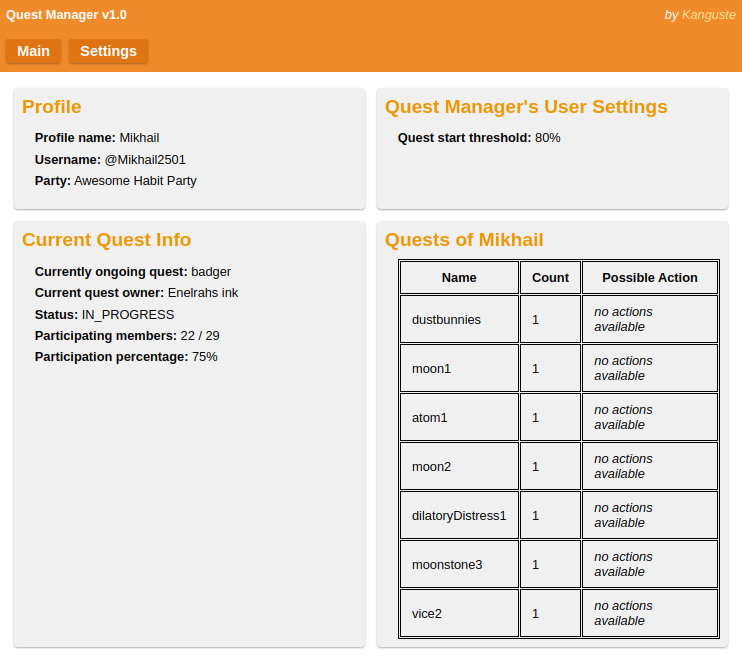 Quest Manager v1.0
by Kanguste
Main
Settings
Profile
Profile name: Mikhail
Username: @Mikhail2501
Party: Awesome Habit Party
Quest Manager's User Settings
Quest start threshold: 80%
Current Quest Info
Currently ongoing quest: badger
Current quest owner: Enelrahs ink
Status: IN_PROGRESS
Participating members: 22 / 29
Participation percentage: 75%
Quests of Mikhail
Name Count Possible Action
dustbunnies 1 no actions
available
moon1 1 no actions
available
atom1 1 no actions
available
moon2 1 no actions
available
dilatoryDistress1 1 no actions
available
moonstone3 1 no actions
available
vice2 1 no actions
available